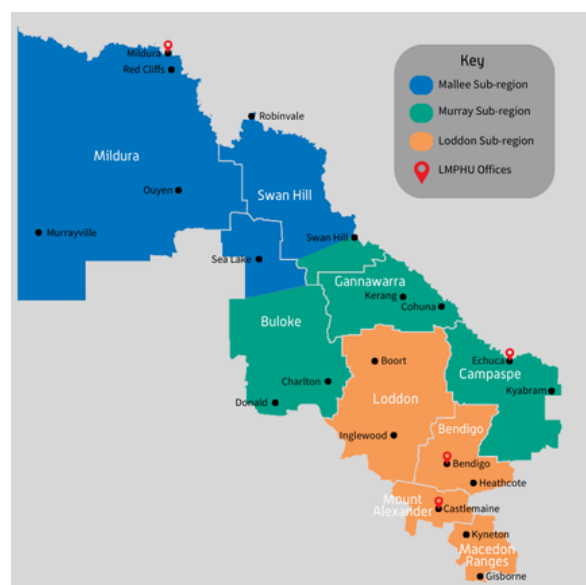 Key
Mallee Sub-region
Murray Sub-region
Loddon Sub-region
LMPHU Offices
Mildura
Red Cliffs
Robinvale
Mildura
Ouyen
Swan Hill
Murrayville
Swan Hill
Sea Lake
Gannawarra
Kerang
Cohuna
Buloke
Echuca
Boort
Campaspe
Charlton
Kyabram
Donald
Loddon
Bendigo
Inglewood
Bendigo
Heathcote
Mount
Alexander
Castlemaine
Kyneton
Macedon
Ranges
Gisborne